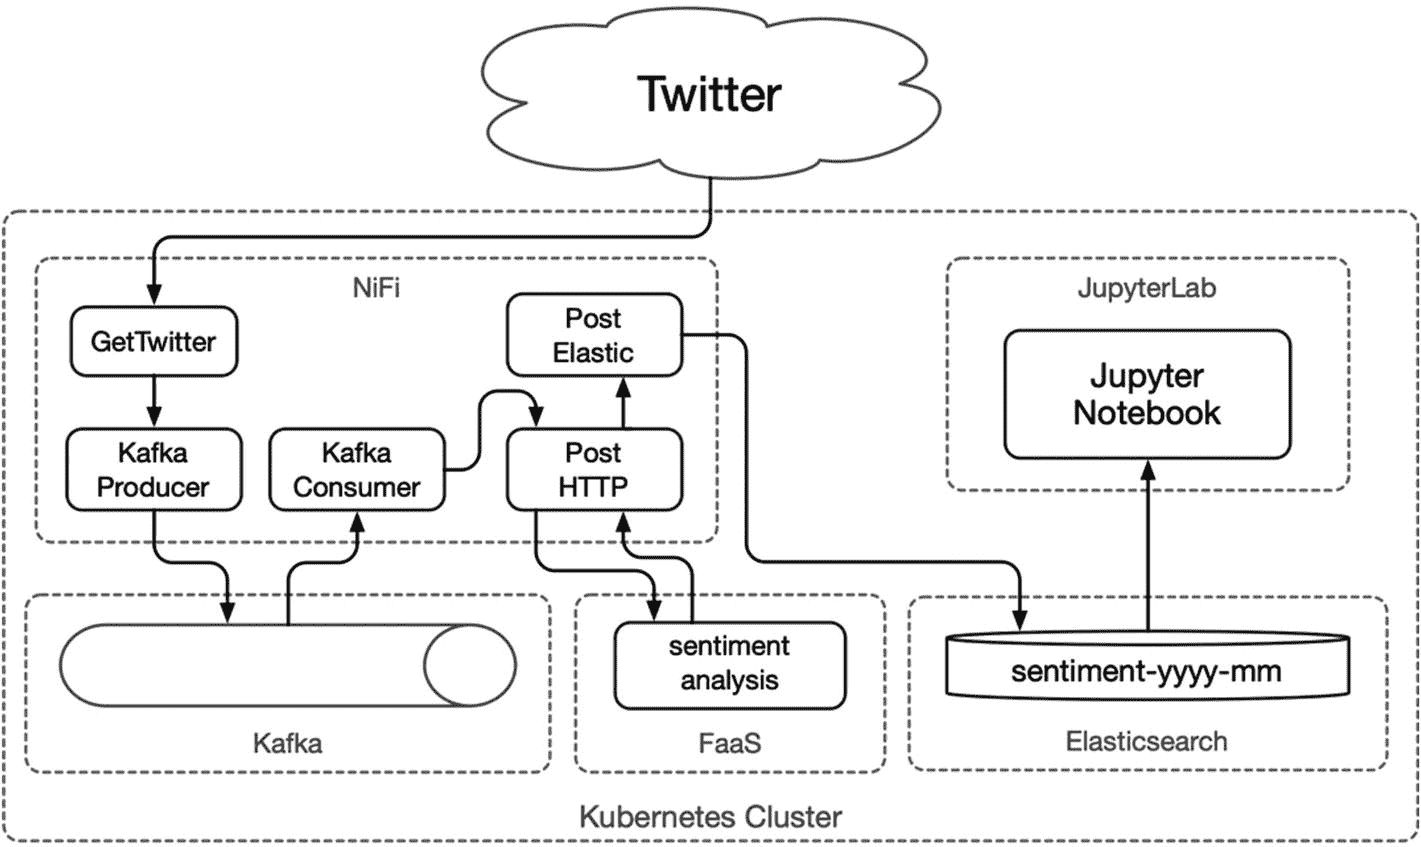 Twitter
NiFi
GetTwitter
Kafka
Producer
Kafka
Consumer
Post
Elastic
Post
HTTP
JupyterLab
Jupyter
Notebook
Kafka
sentiment
analysis
FaaS
sentiment-yyyy-mm
Elasticsearch
Kubernetes Cluster